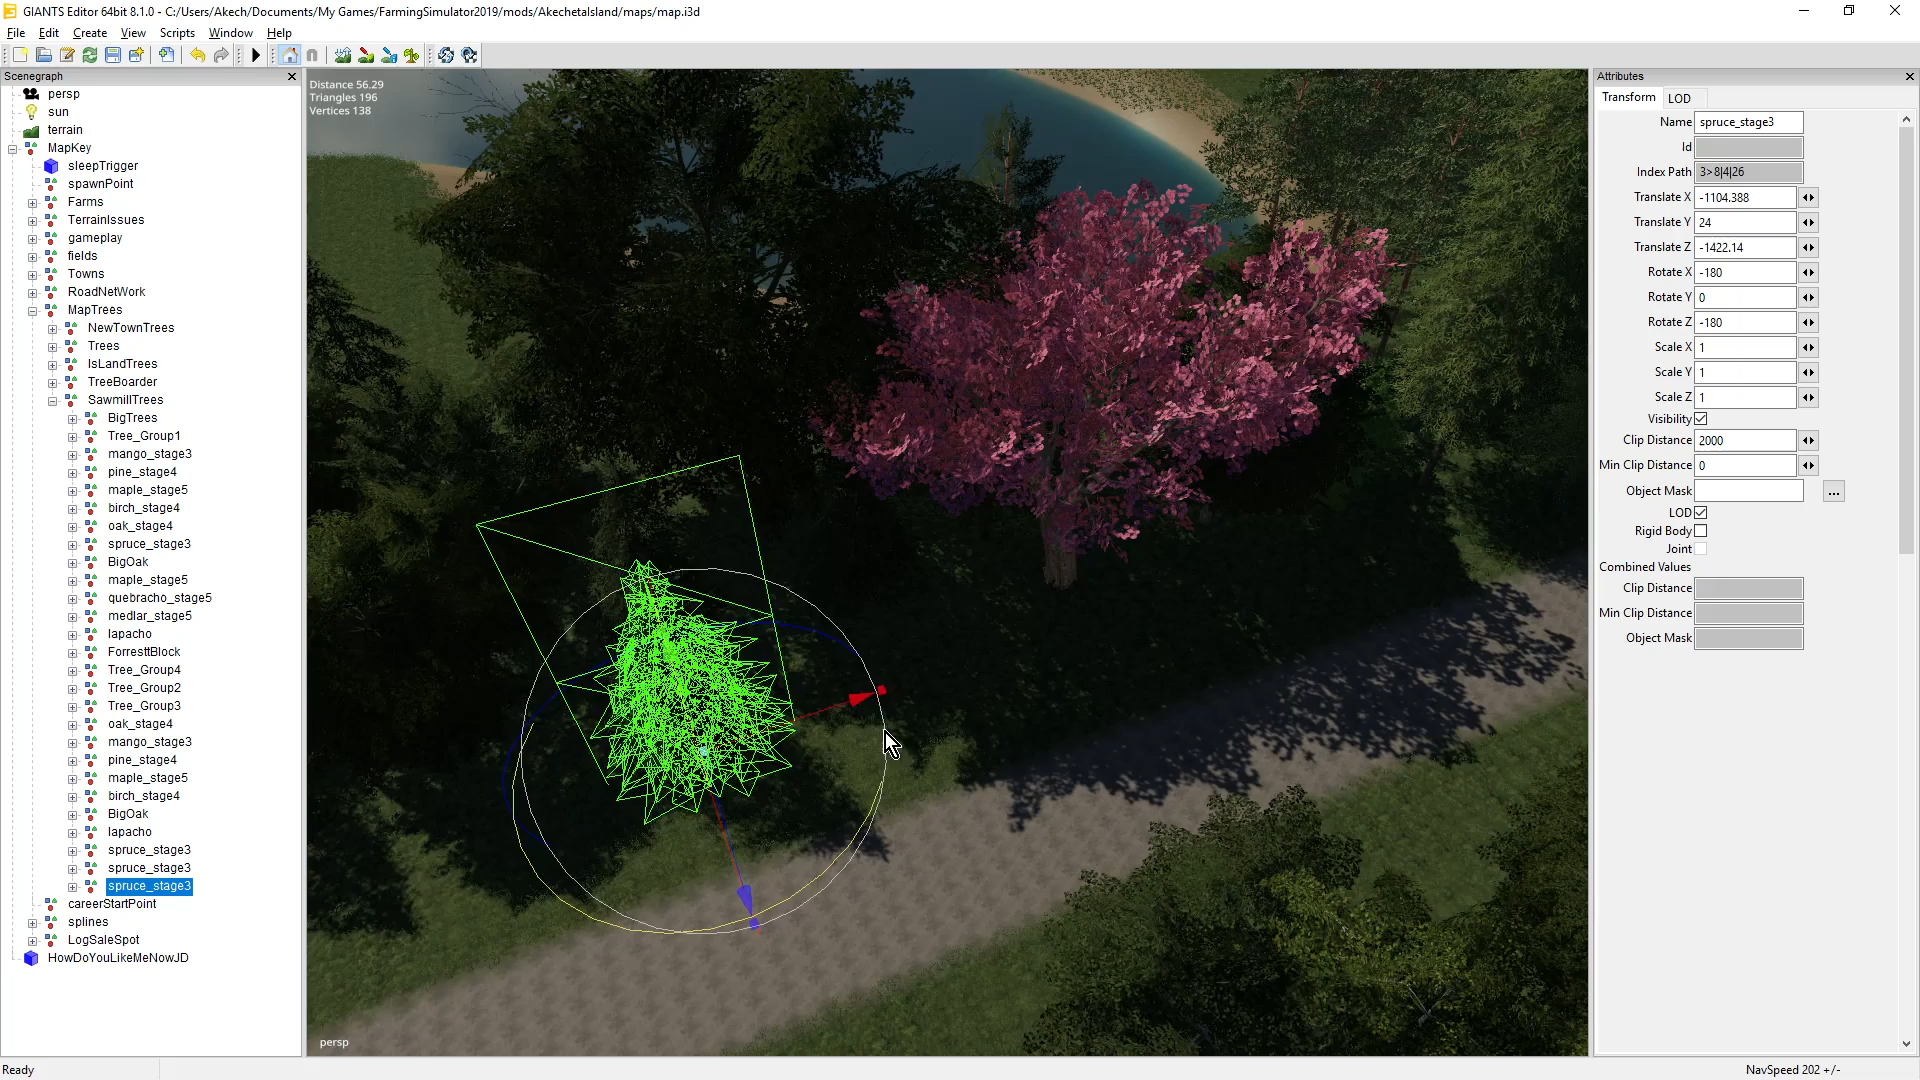 GIANTS Editor 64bit 8.1.0 - C:/Users/Akech/Documents/My Games/FarmingSimulator2019/mods/AkechetaIsland/maps/map.i3d
File Edit Create View Scripts Window Help
Scenegraph
persp
sun
terrain
MapKey
sleepTrigger
spawnPoint
Farms
TerrainIssues
gameplay
fields
Towns
RoadNetWork
MapTrees
NewTownTrees
Trees
IsLandTrees
TreeBoarder
SawmillTrees
BigTrees
Tree_Group1
mango_stage3
pine_stage4
maple_stage5
birch_stage4
oak_stage4
spruce_stage3
BigOak
maple_stage5
quebracho_stage5
medlar_stage5
lapacho
ForresttBlock
Tree_Group4
Tree_Group2
Tree_Group3
oak_stage4
mango_stage3
pine_stage4
maple_stage5
birch_stage4
BigOak
lapacho
spruce_stage3
spruce_stage3
spruce_stage3
careerStartPoint
splines
LogSaleSpot
HowDoYouLikeMeNowJD
Distance 56.29
Triangles 196
Vertices 138
persp
Attributes
Transform LOD
Name spruce_stage3
Id
Index Path 3>8|4|26
Translate X -1104.388
Translate Y 24
Translate Z -1422.14
Rotate X -180
Rotate Y 0
Rotate Z -180
Scale X 1
Scale Y 1
Scale Z 1
Visibility
Clip Distance 2000
Min Clip Distance 0
Object Mask ...
LOD
Rigid Body
Joint
Combined Values
Clip Distance
Min Clip Distance
Object Mask
Ready
NavSpeed 202 +/-